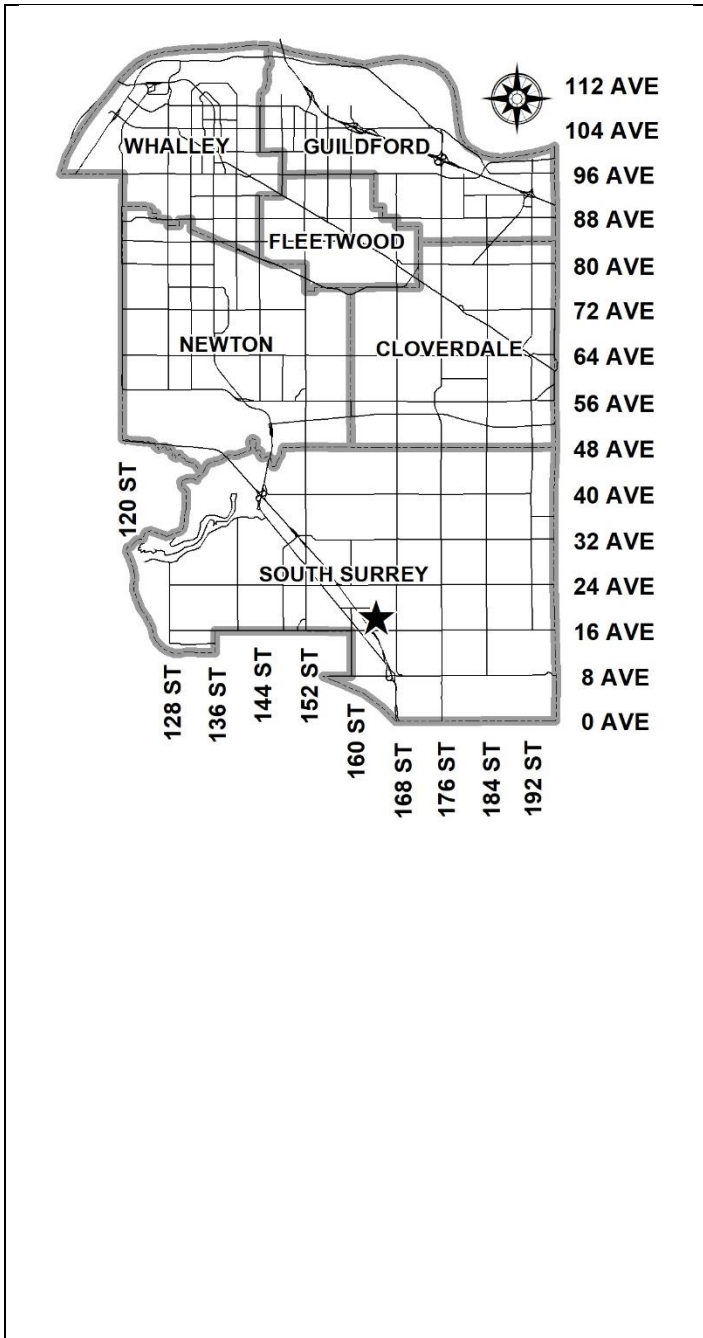 112 AVE
104 AVE
WHALLEY
GUILDFORD
96 AVE
88 AVE
FLEETWOOD
80 AVE
72 AVE
NEWTON
CLOVERDALE
64 AVE
56 AVE
48 AVE
120 ST
40 AVE
32 AVE
SOUTH SURREY
24 AVE
16 AVE
8 AVE
0 AVE
128 ST
136 ST
144 ST
152 ST
160 ST
168 ST
176 ST
184 ST
192 ST